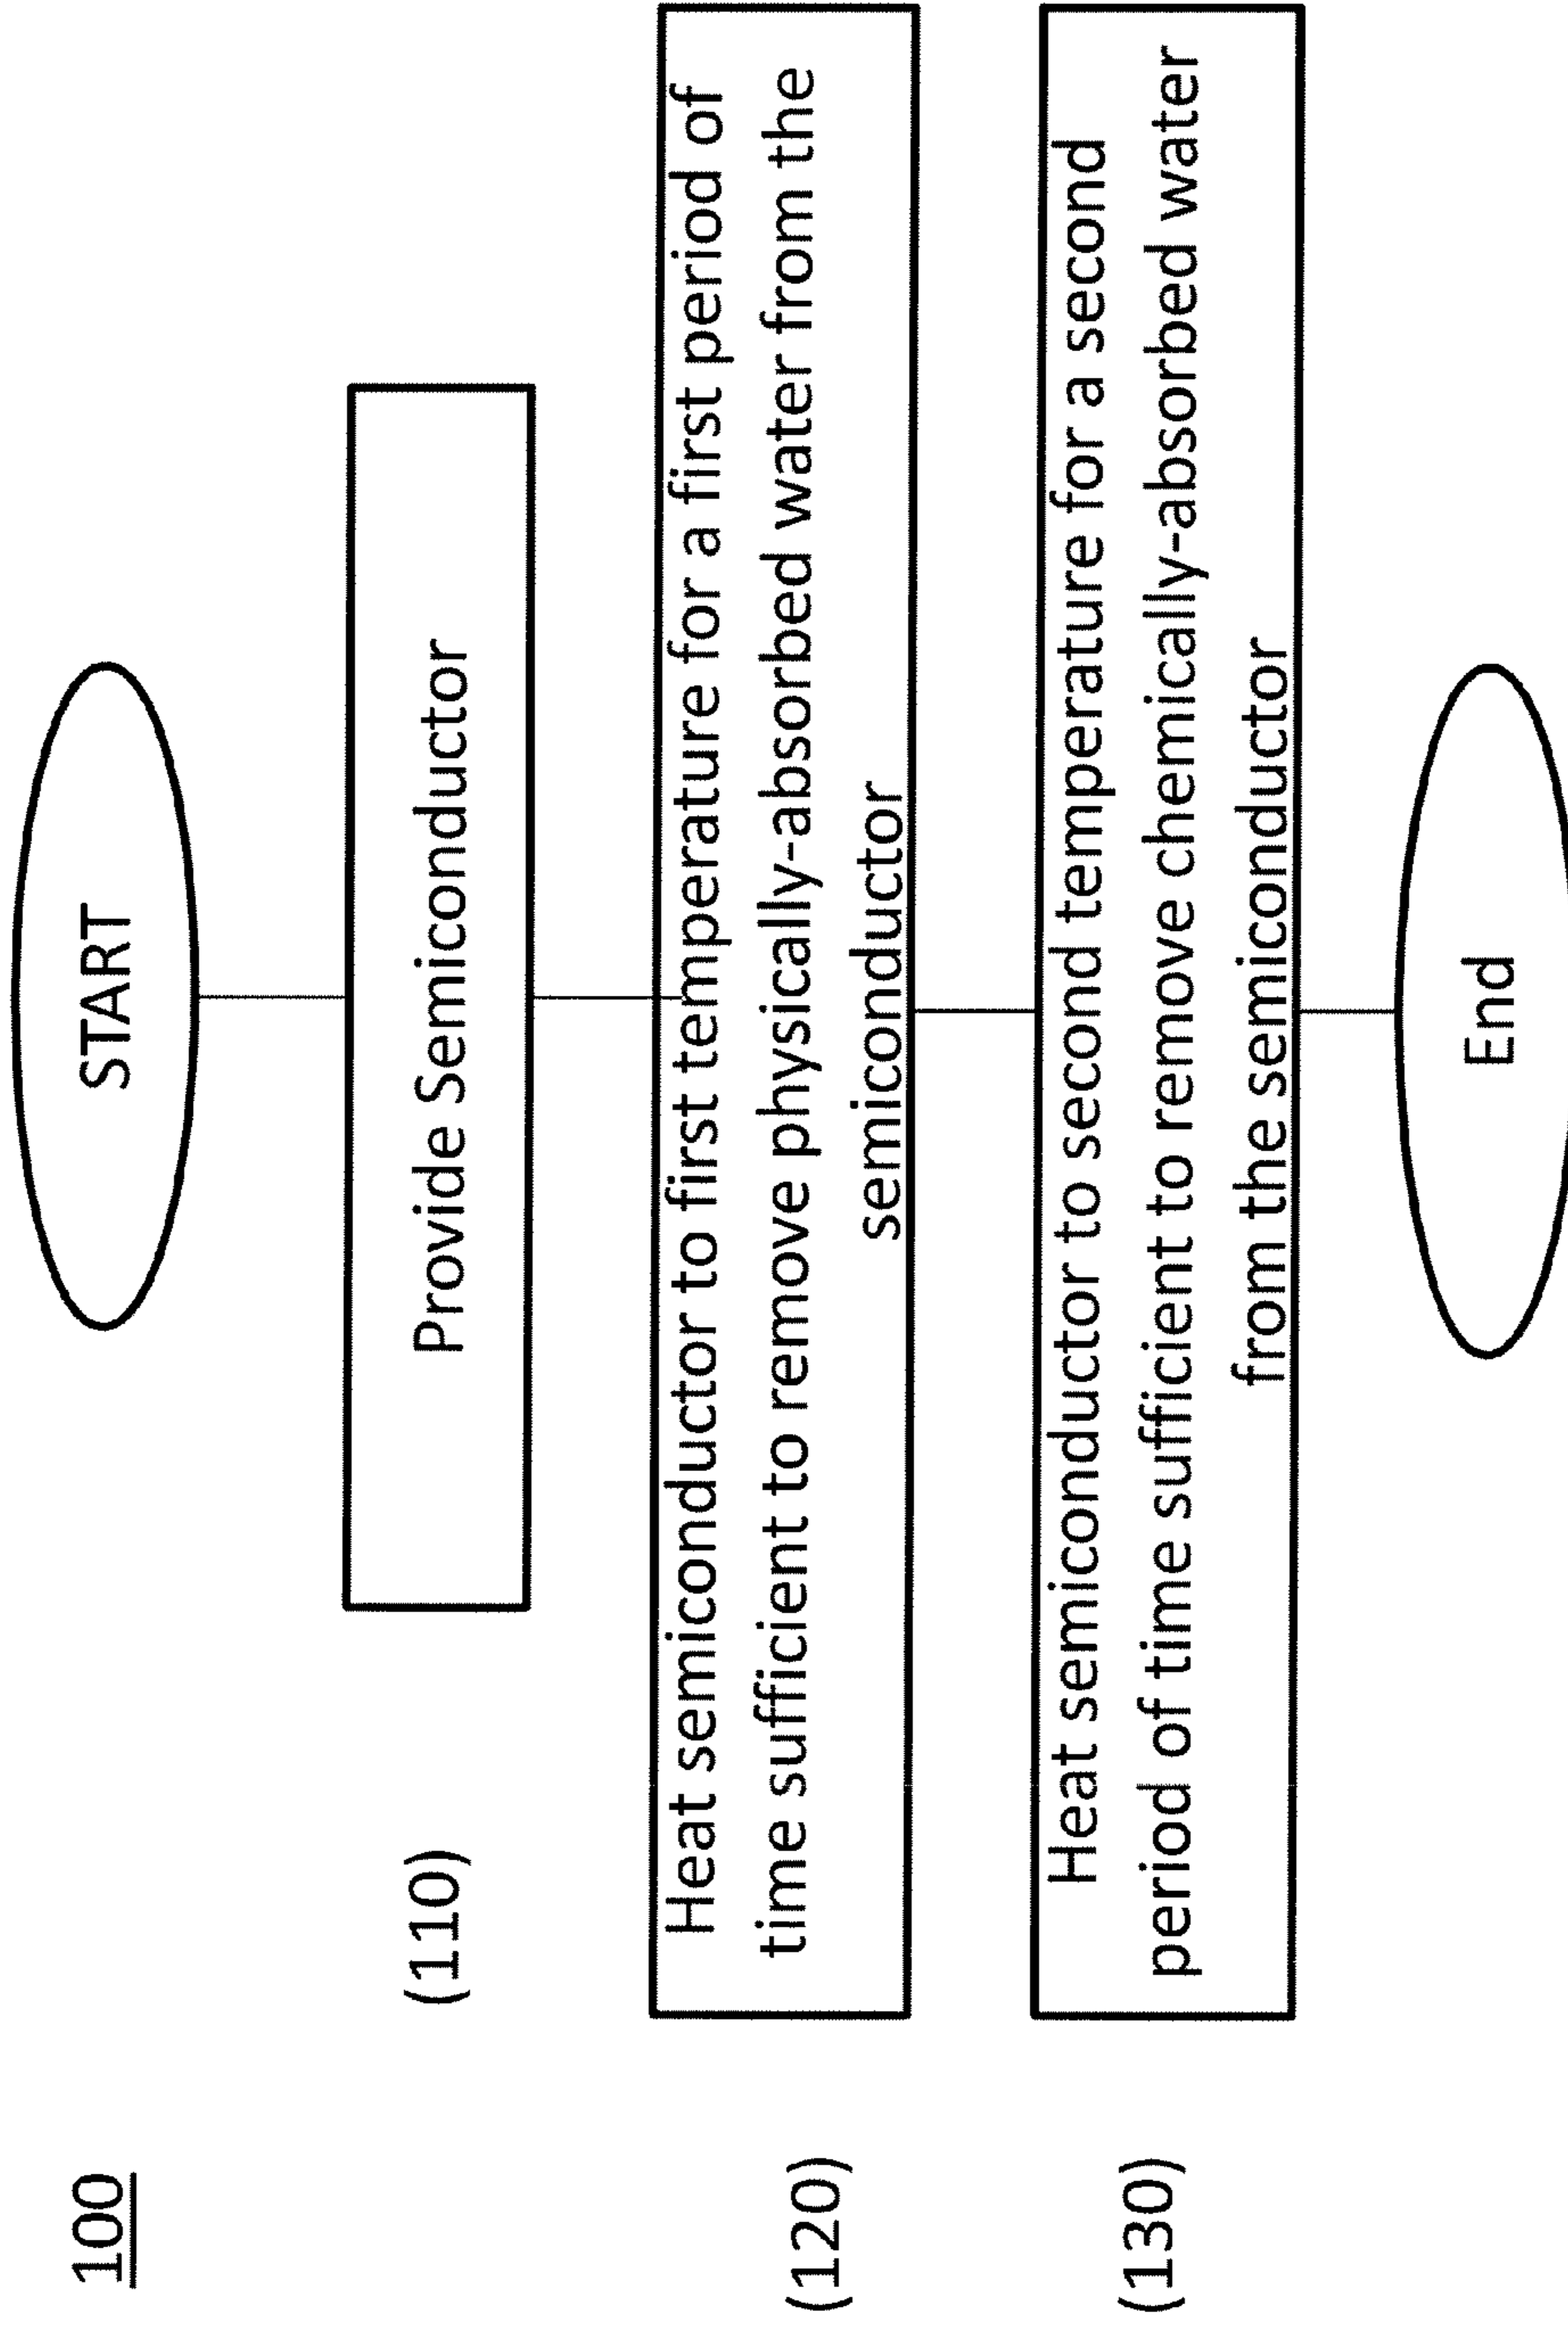 100
START
(110)
Provide Semiconductor
(120)
Heat semiconductor to first temperature for a first period of
time sufficient to remove physically-absorbed water from the
semiconductor
(130)
Heat semiconductor to second temperature for a second
period of time sufficient to remove chemically-absorbed water
from the semiconductor
End